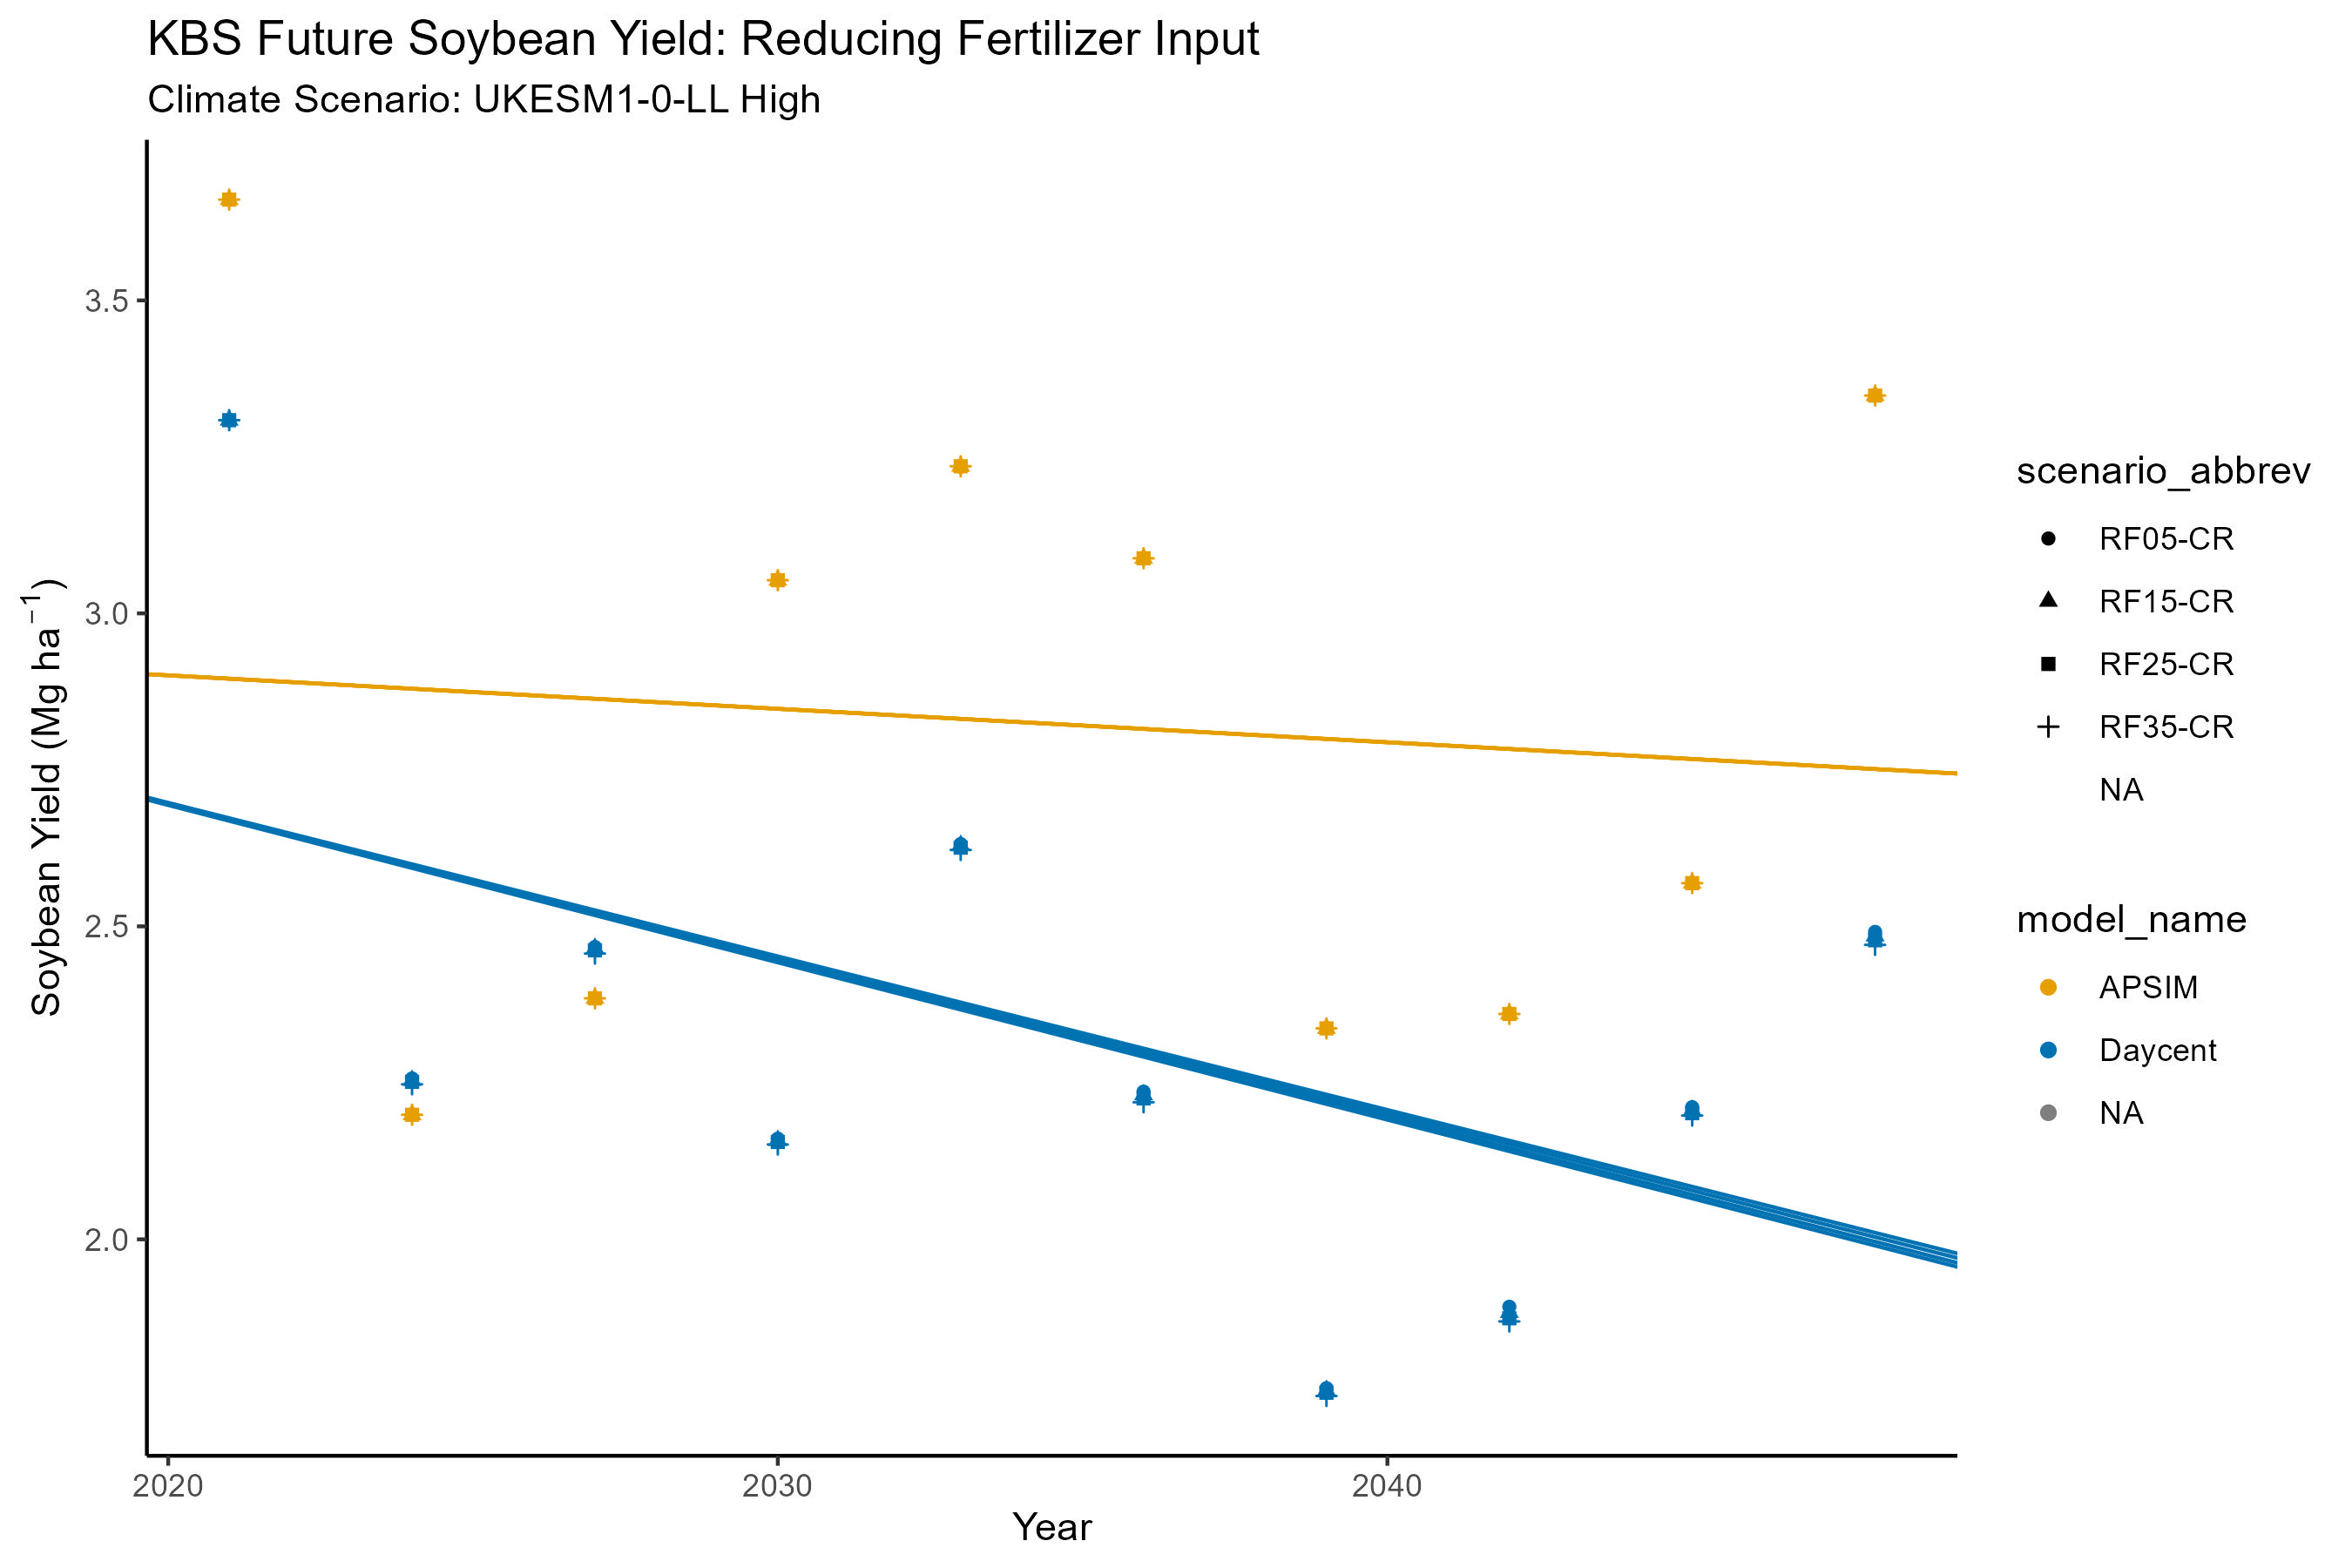 KBS Future Soybean Yield: Reducing Fertilizer Input
Climate Scenario: UKESM1-0-LL High
Soybean Yield (Mg ha⁻¹)
3.5
3.0
2.5
2.0
2020
2030
2040
Year
scenario_abbrev
RF05-CR
RF15-CR
RF25-CR
RF35-CR
NA
model_name
APSIM
Daycent
NA